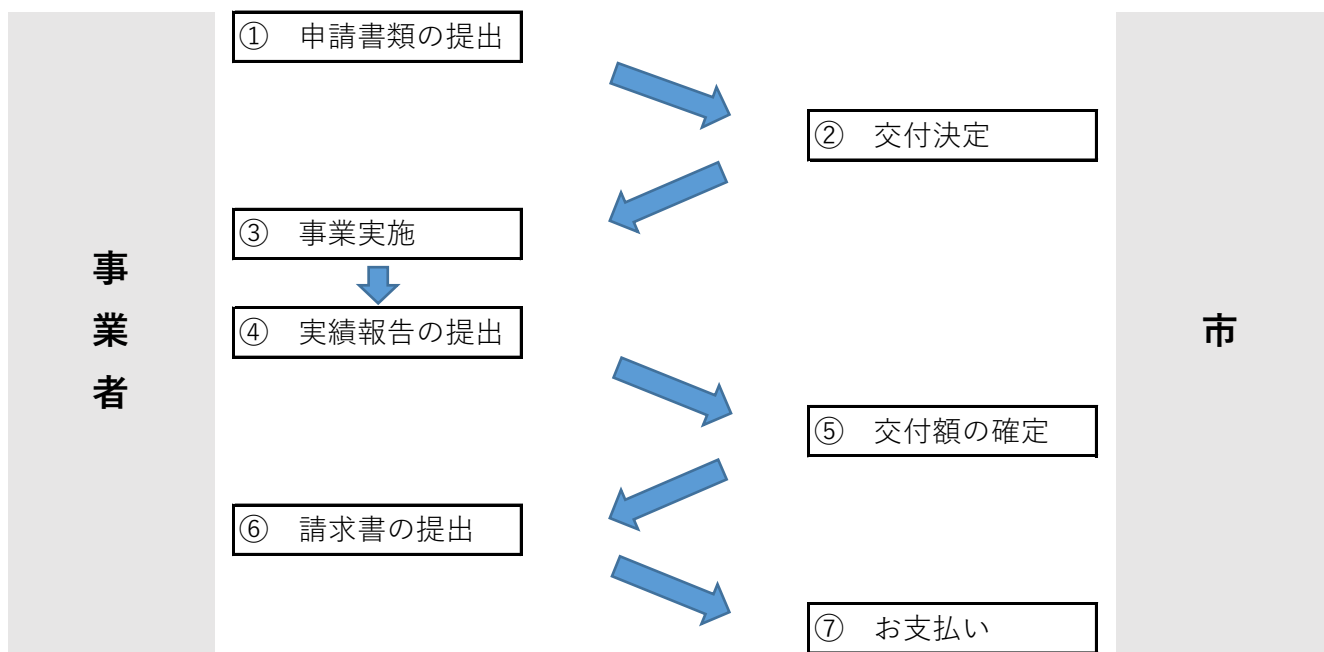 ① 申請書類の提出
② 交付決定
③ 事業実施
④ 実績報告の提出
⑤ 交付額の確定
⑥ 請求書の提出
⑦ お支払い
事業者
市